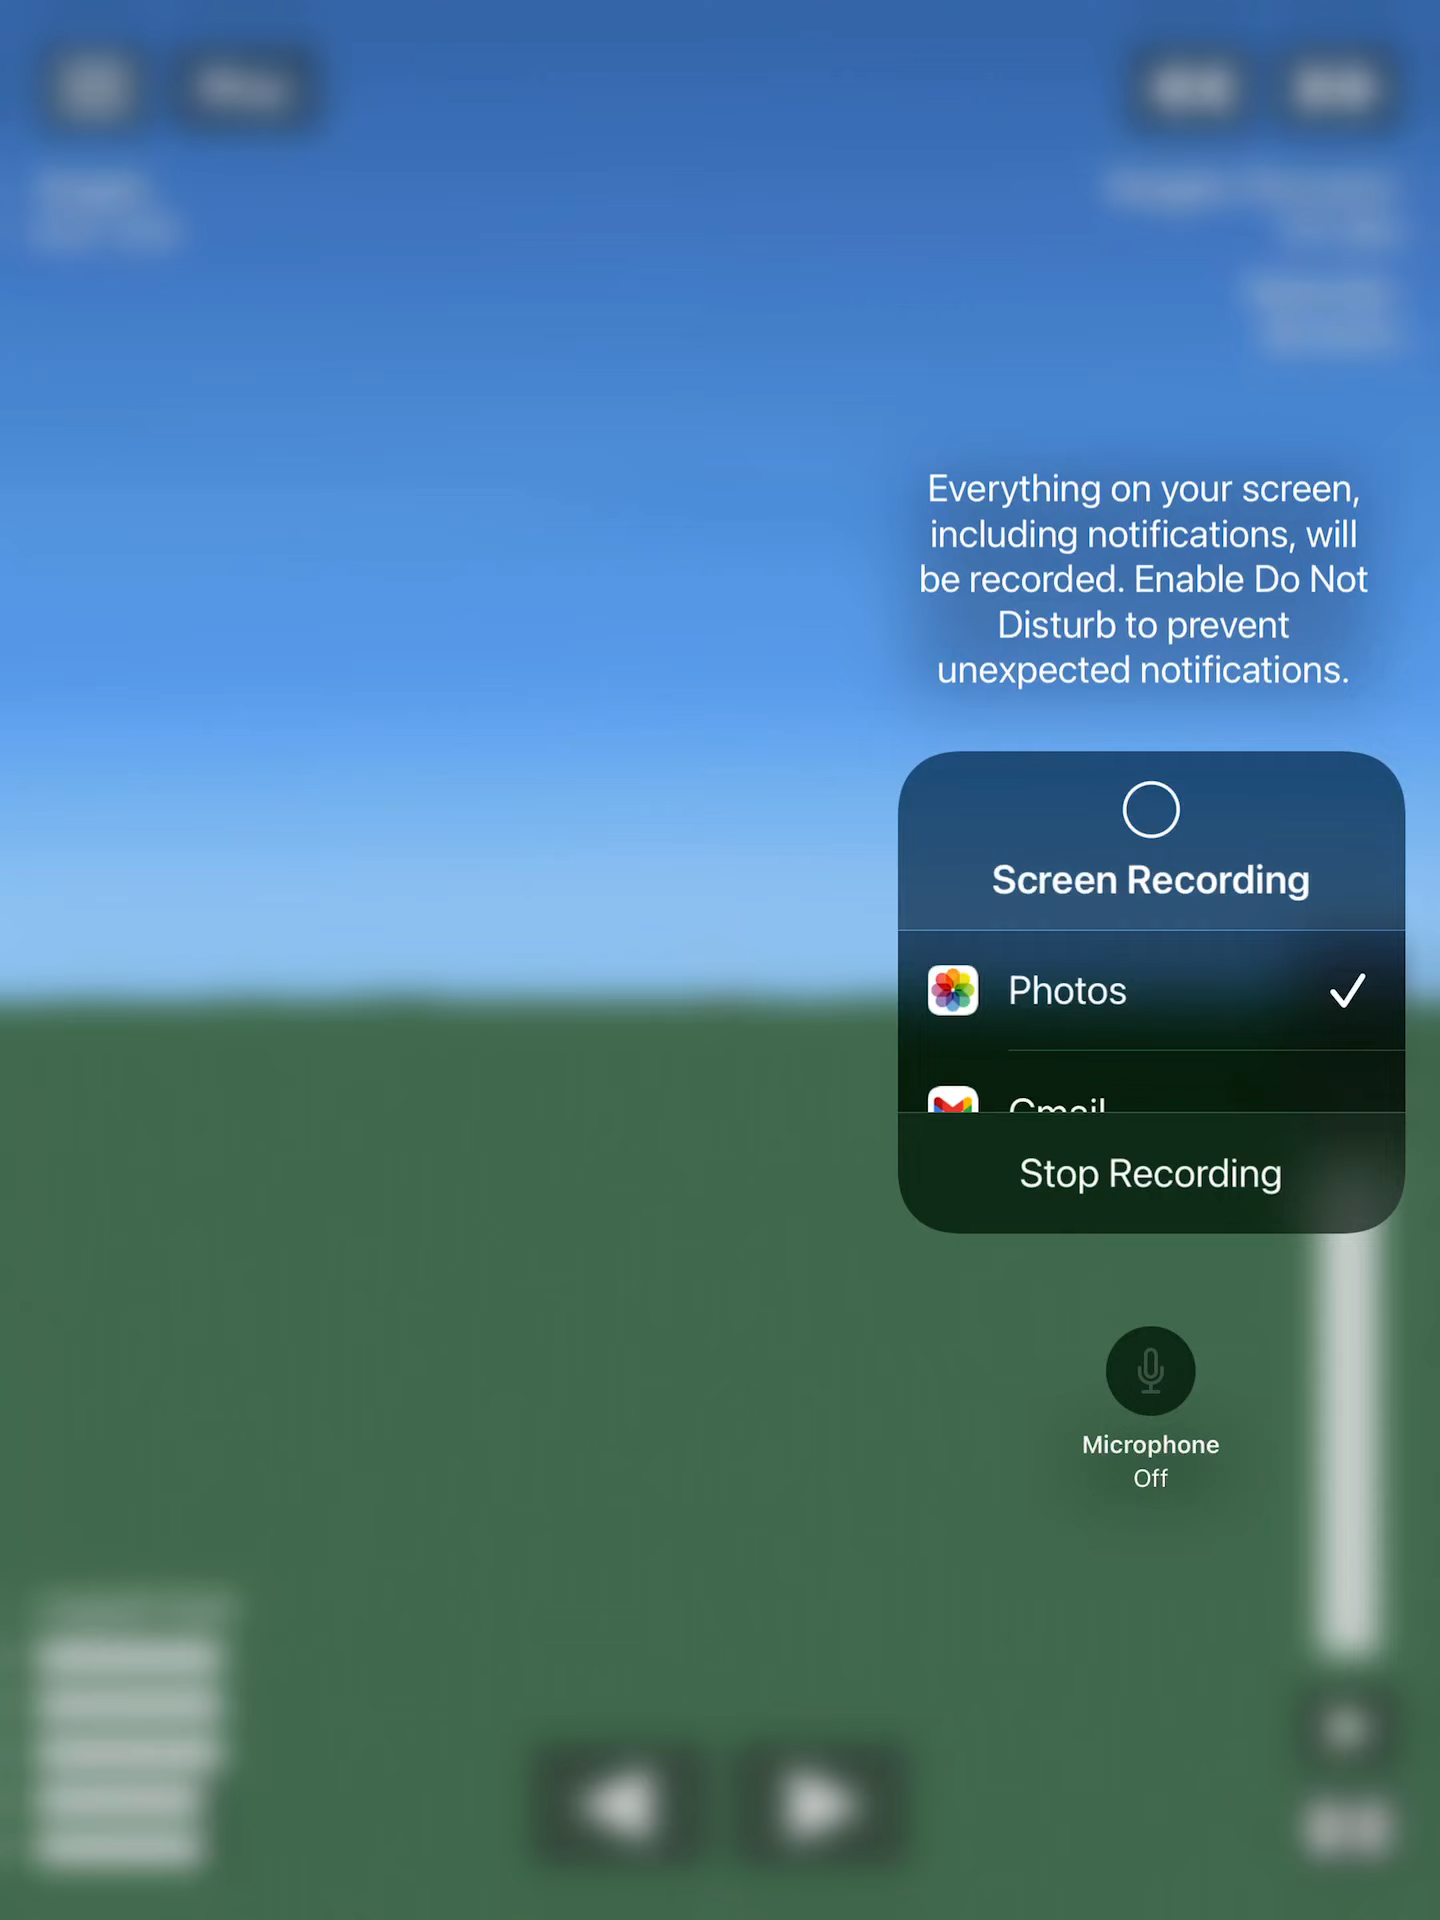 Everything on your screen,
including notifications, will
be recorded. Enable Do Not
Disturb to prevent
unexpected notifications.
Screen Recording
Photos
Gmail
Stop Recording
Microphone
Off